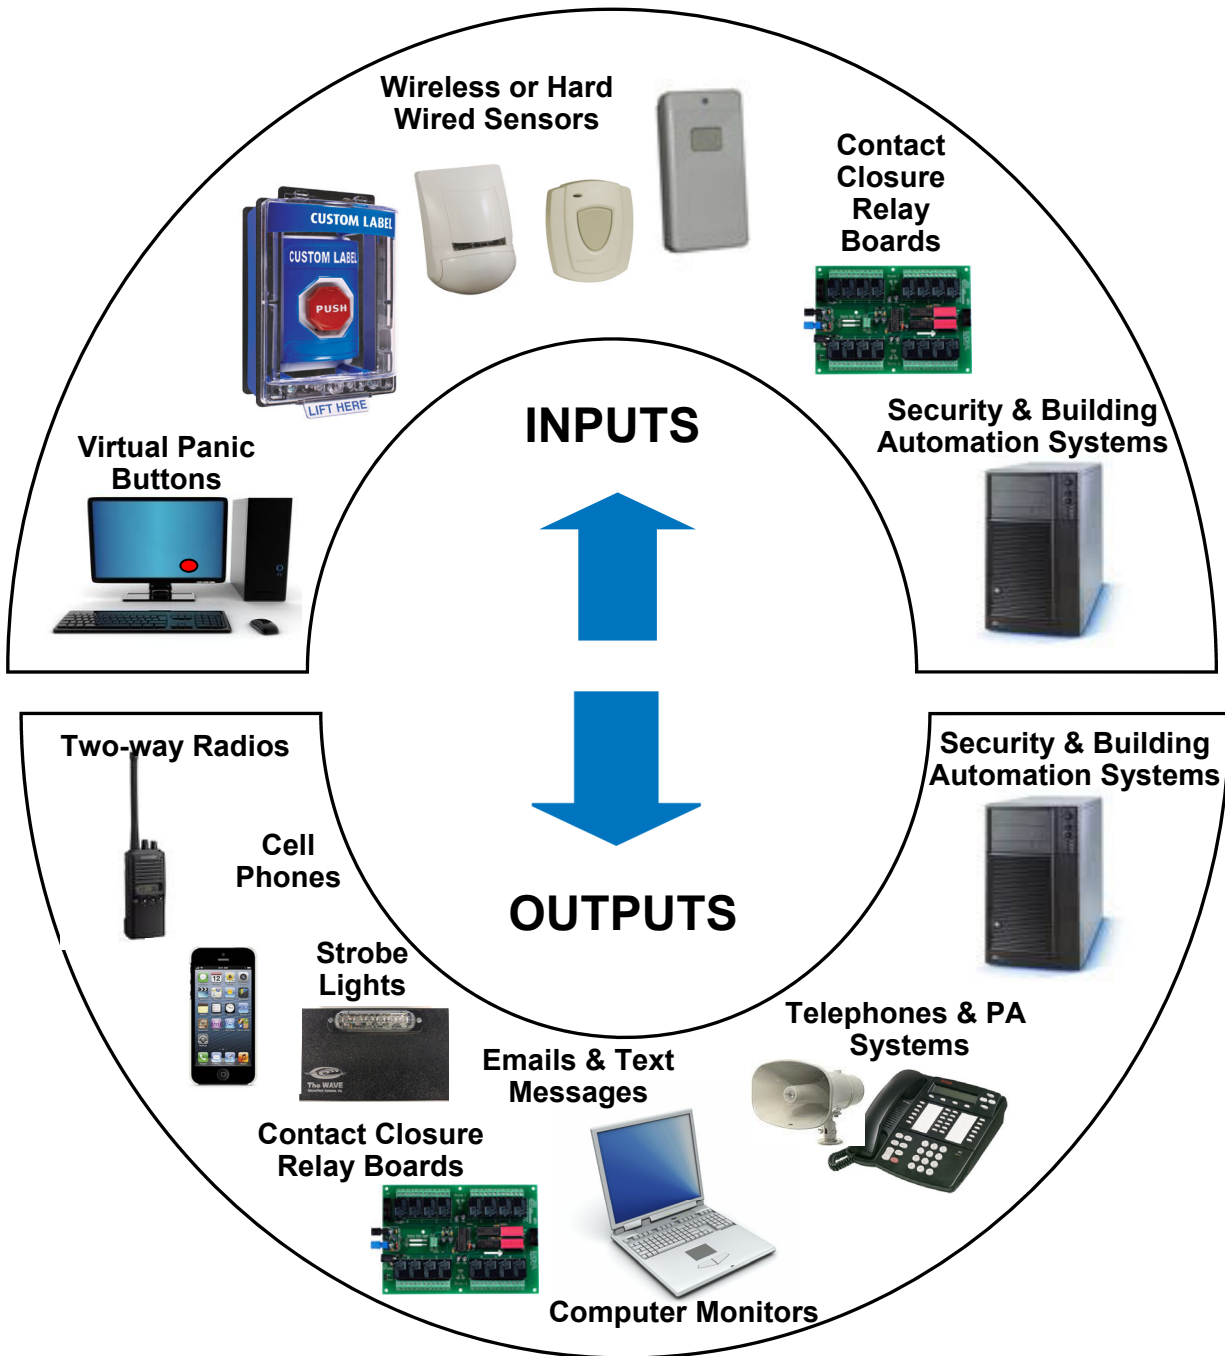 Wireless or Hard
Wired Sensors
Contact
Closure
Relay
Boards
CUSTOM LABEL
CUSTOM LABEL
PUSH
LIFT HERE
INPUTS
Security & Building
Automation Systems
Virtual Panic
Buttons
Two-way Radios
Security & Building
Automation Systems
Cell
Phones
OUTPUTS
Strobe
Lights
The WAVE
Telephones & PA
Systems
Emails & Text
Messages
Contact Closure
Relay Boards
Computer Monitors